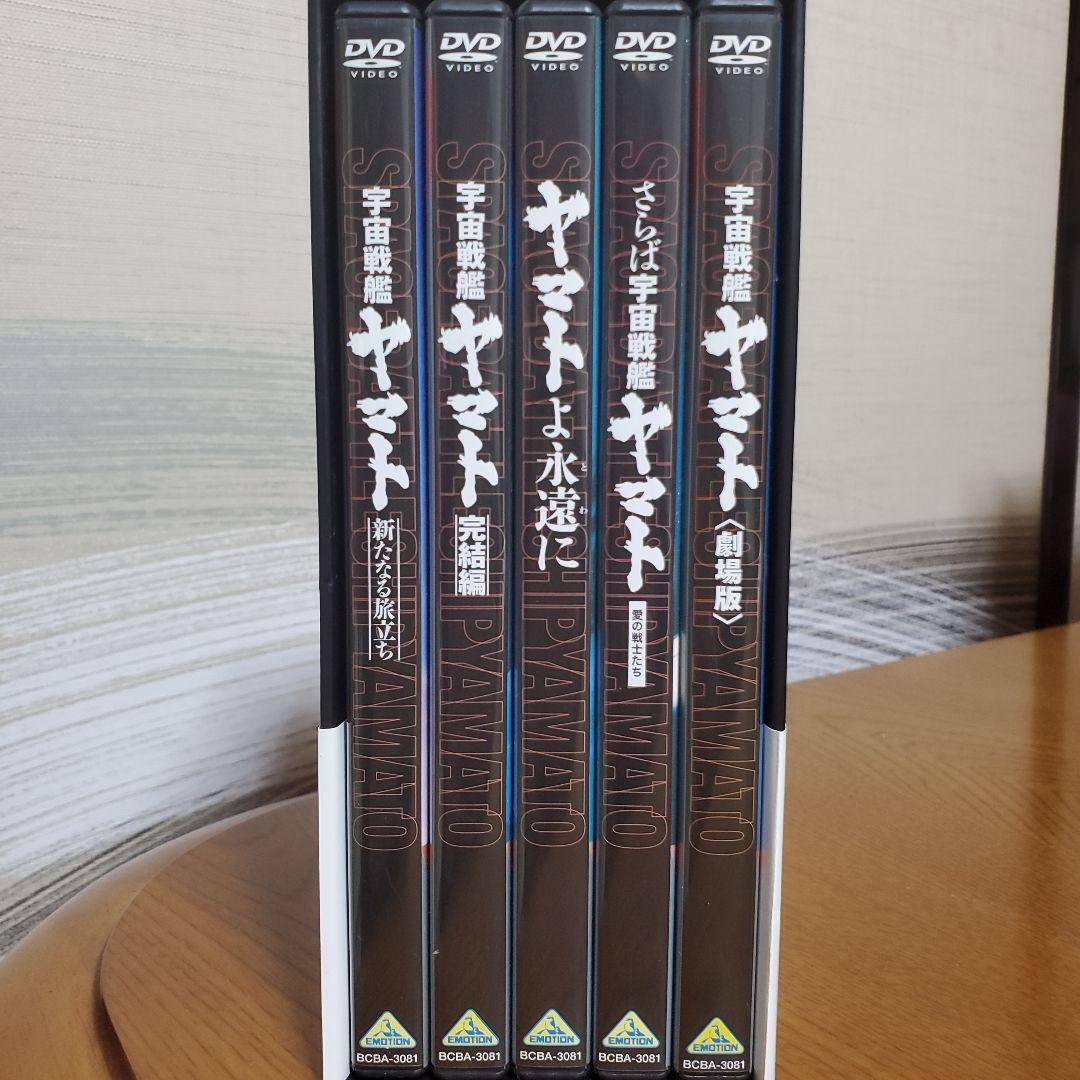 DVD
VIDEO
SPACE BATTLESHIP YAMATO
宇宙戦艦
ヤマト
新たなる旅立ち
EMOTION
BCBA-3081
DVD
VIDEO
SPACE BATTLESHIP YAMATO
宇宙戦艦
ヤマト
完結編
EMOTION
BCBA-3081
DVD
VIDEO
SPACE BATTLESHIP YAMATO
ヤマトよ永遠に
とわ
EMOTION
BCBA-3081
DVD
VIDEO
SPACE BATTLESHIP YAMATO
さらば宇宙戦艦
ヤマト
愛の戦士たち
EMOTION
BCBA-3081
DVD
VIDEO
SPACE BATTLESHIP YAMATO
宇宙戦艦
ヤマト
〈劇場版〉
EMOTION
BCBA-3081